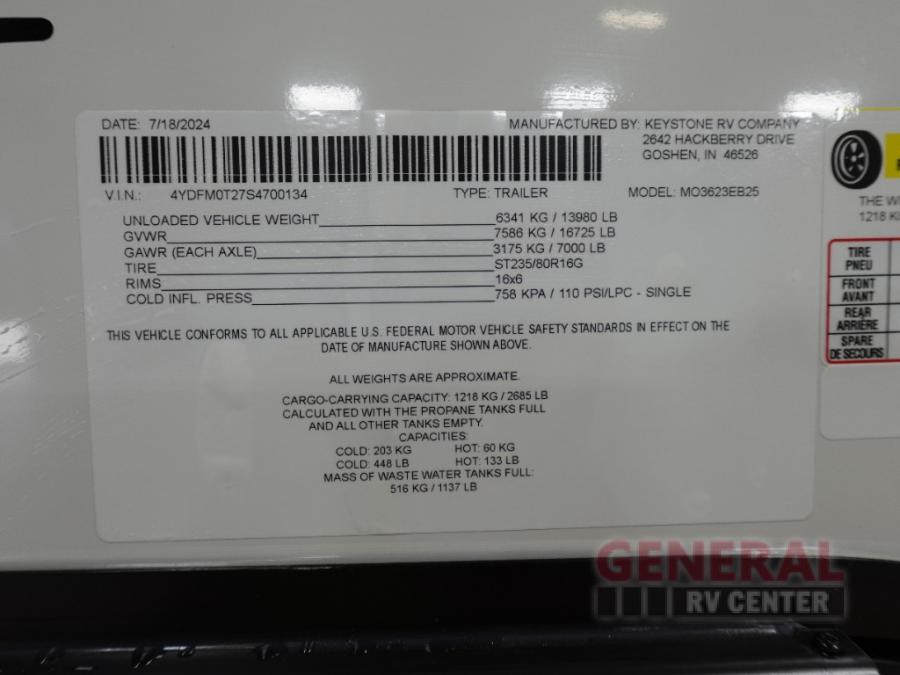 DATE: 7/18/2024
MANUFACTURED BY: KEYSTONE RV COMPANY
2642 HACKBERRY DRIVE
GOSHEN, IN 46526
V.I.N.: 4YDFM0T27S4700134 TYPE: TRAILER MODEL: MO3623EB25
UNLOADED VEHICLE WEIGHT 6341 KG / 13980 LB
GVWR 7586 KG / 16725 LB
GAWR (EACH AXLE) 3175 KG / 7000 LB
TIRE ST235/80R16G
RIMS 16x6
COLD INFL. PRESS 758 KPA / 110 PSI/LPC - SINGLE
THIS VEHICLE CONFORMS TO ALL APPLICABLE U.S. FEDERAL MOTOR VEHICLE SAFETY STANDARDS IN EFFECT ON THE
DATE OF MANUFACTURE SHOWN ABOVE.
ALL WEIGHTS ARE APPROXIMATE.
CARGO-CARRYING CAPACITY: 1218 KG / 2685 LB
CALCULATED WITH THE PROPANE TANKS FULL
AND ALL OTHER TANKS EMPTY.
CAPACITIES:
COLD: 203 KG HOT: 60 KG
COLD: 448 LB HOT: 133 LB
MASS OF WASTE WATER TANKS FULL:
516 KG / 1137 LB
THE
1218
TIRE
PNEU
FRONT
AVANT
REAR
ARRIÈRE
SPARE
DE SECOURS
GENERAL
RV CENTER